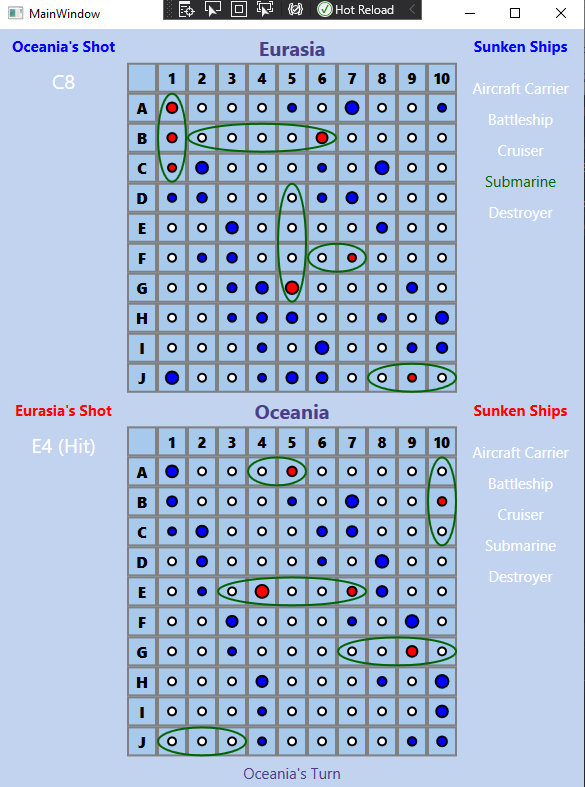 MainWindow
Hot Reload
Oceania's Shot
Eurasia
Sunken Ships
C8
1 2 3 4 5 6 7 8 9 10
Aircraft Carrier
A
Battleship
B
Cruiser
C
Submarine
D
Destroyer
E
F
G
H
I
J
Eurasia's Shot
Oceania
Sunken Ships
E4 (Hit)
1 2 3 4 5 6 7 8 9 10
Aircraft Carrier
A
Battleship
B
Cruiser
C
Submarine
D
Destroyer
E
F
G
H
I
J
Oceania's Turn